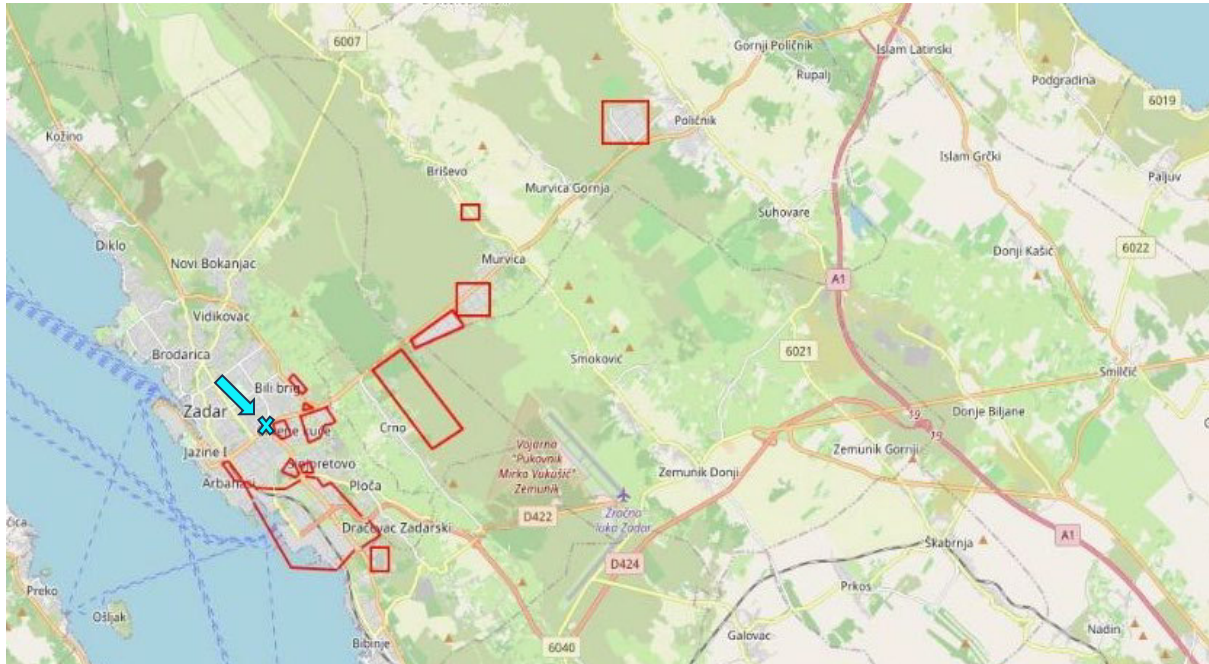 6007
Gornji Poličnik
Islam Latinski
Rupalj
Podgradina
6019
Kožino
Poličnik
Islam Grčki
Briševo
Murvica Gornja
Paljuv
Suhovare
Diklo
Donji Kašić
6022
Novi Bokanjac
Murvica
A1
Vidikovac
Brodarica
Smoković
6021
Smilčić
Bili brig
Zadar
Donje Biljane
19
19
Crno
Jazine I
Vojarna
"Pukovnik
Mirko Vukušić"
Zemunik
Zemunik Gornji
Zemunik Donji
Ploča
Zračna
luka Zadar
D422
Dračevac Zadarski
A1
Škabrnja
D424
Preko
Ošljak
Prkos
Nadin
Galovac
Bibinje
6040